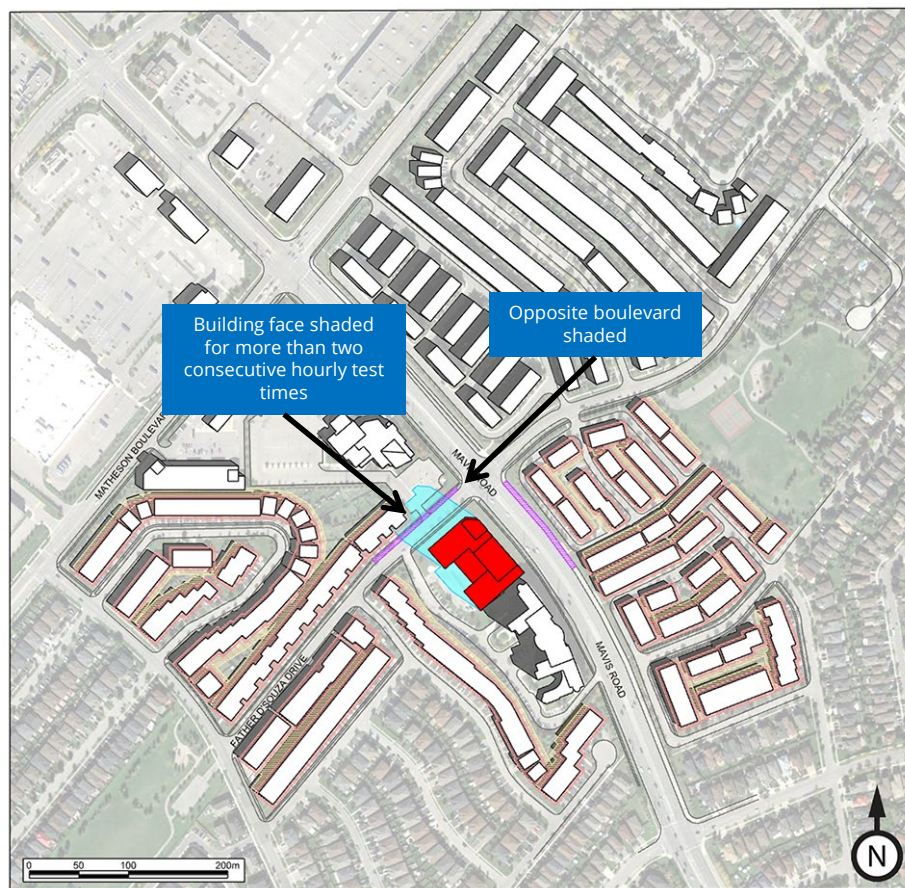 Building face shaded
for more than two
consecutive hourly test
times
Opposite boulevard
shaded
MATHESON BOULEVARD
MAVIS ROAD
FATHER D'SOUZA DRIVE
MAVIS ROAD
0 50 100 200m
N